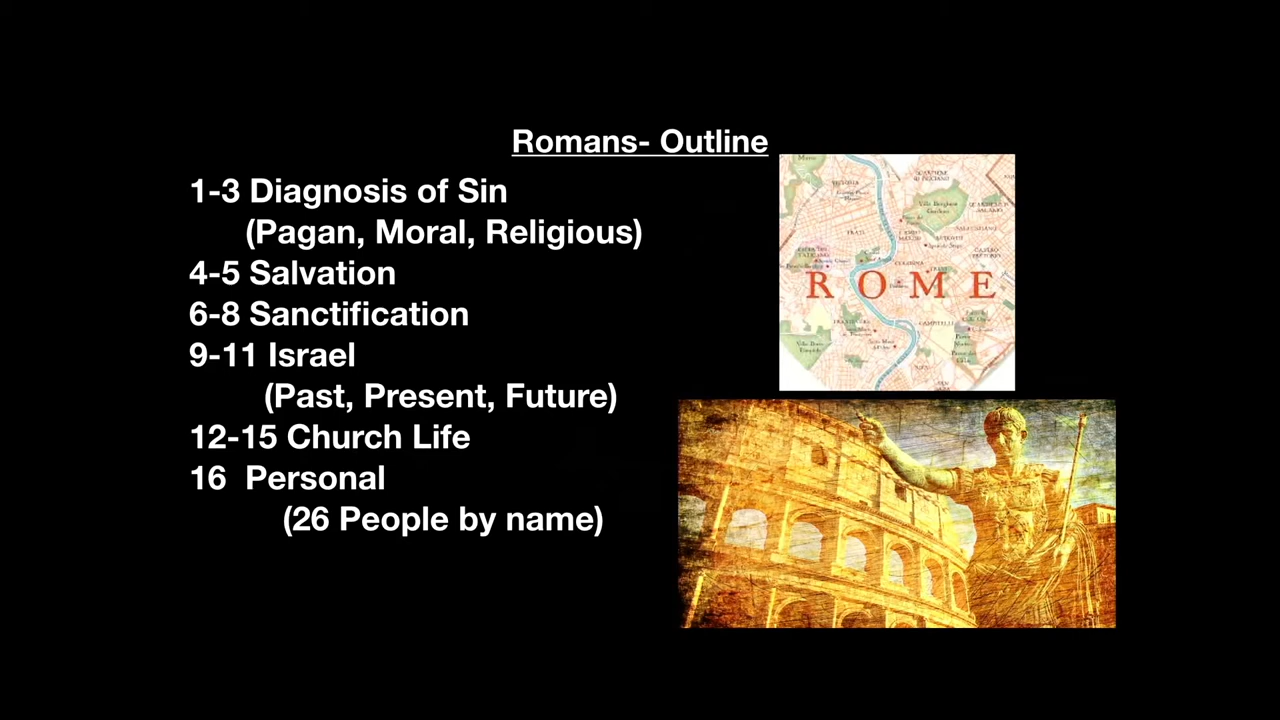 Romans- Outline
1-3 Diagnosis of Sin
(Pagan, Moral, Religious)
4-5 Salvation
6-8 Sanctification
9-11 Israel
(Past, Present, Future)
12-15 Church Life
16  Personal
(26 People by name)
ROME